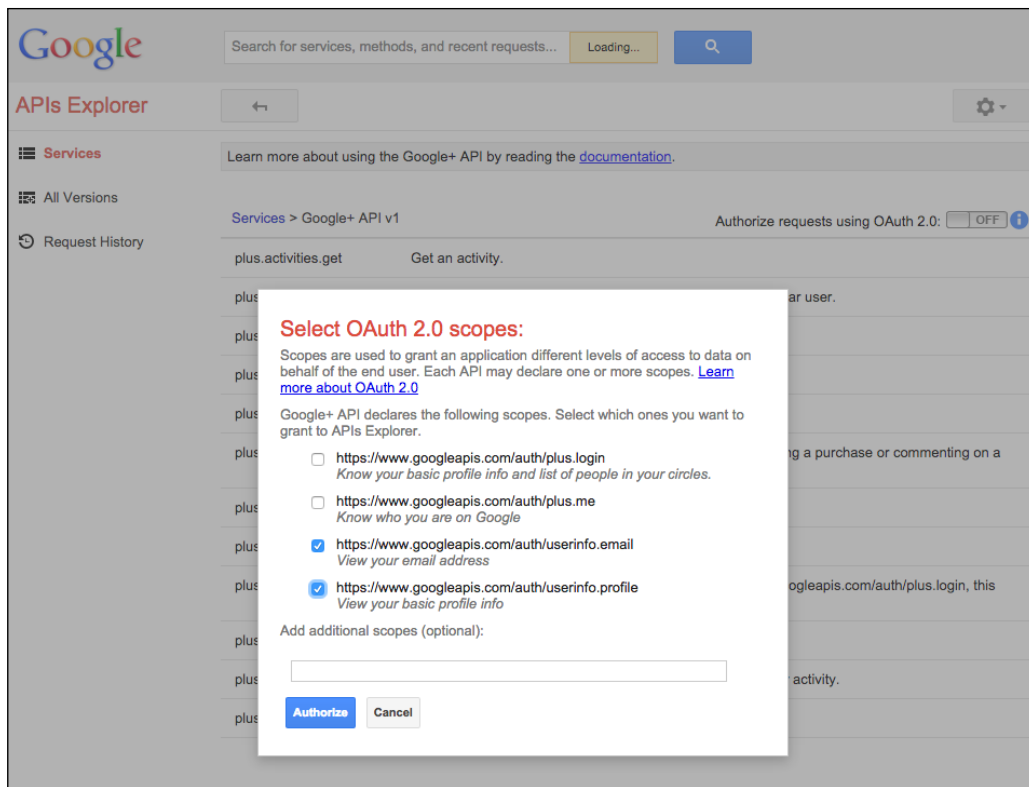 Google
Search for services, methods, and recent requests...
Loading...
APIs Explorer
Services
All Versions
Request History
Learn more about using the Google+ API by reading the documentation.
Services > Google+ API v1
Authorize requests using OAuth 2.0:
OFF
plus.activities.get
Get an activity.
plus
ar user.
plus
plus
plus
plus
ng a purchase or commenting on a
plus
plus
plus
ogleapis.com/auth/plus.login, this
plus
plus
activity.
plus
Select OAuth 2.0 scopes:
Scopes are used to grant an application different levels of access to data on
behalf of the end user. Each API may declare one or more scopes. Learn
more about OAuth 2.0
Google+ API declares the following scopes. Select which ones you want to
grant to APIs Explorer.
https://www.googleapis.com/auth/plus.login
Know your basic profile info and list of people in your circles.
https://www.googleapis.com/auth/plus.me
Know who you are on Google
https://www.googleapis.com/auth/userinfo.email
View your email address
https://www.googleapis.com/auth/userinfo.profile
View your basic profile info
Add additional scopes (optional):
Authorize
Cancel